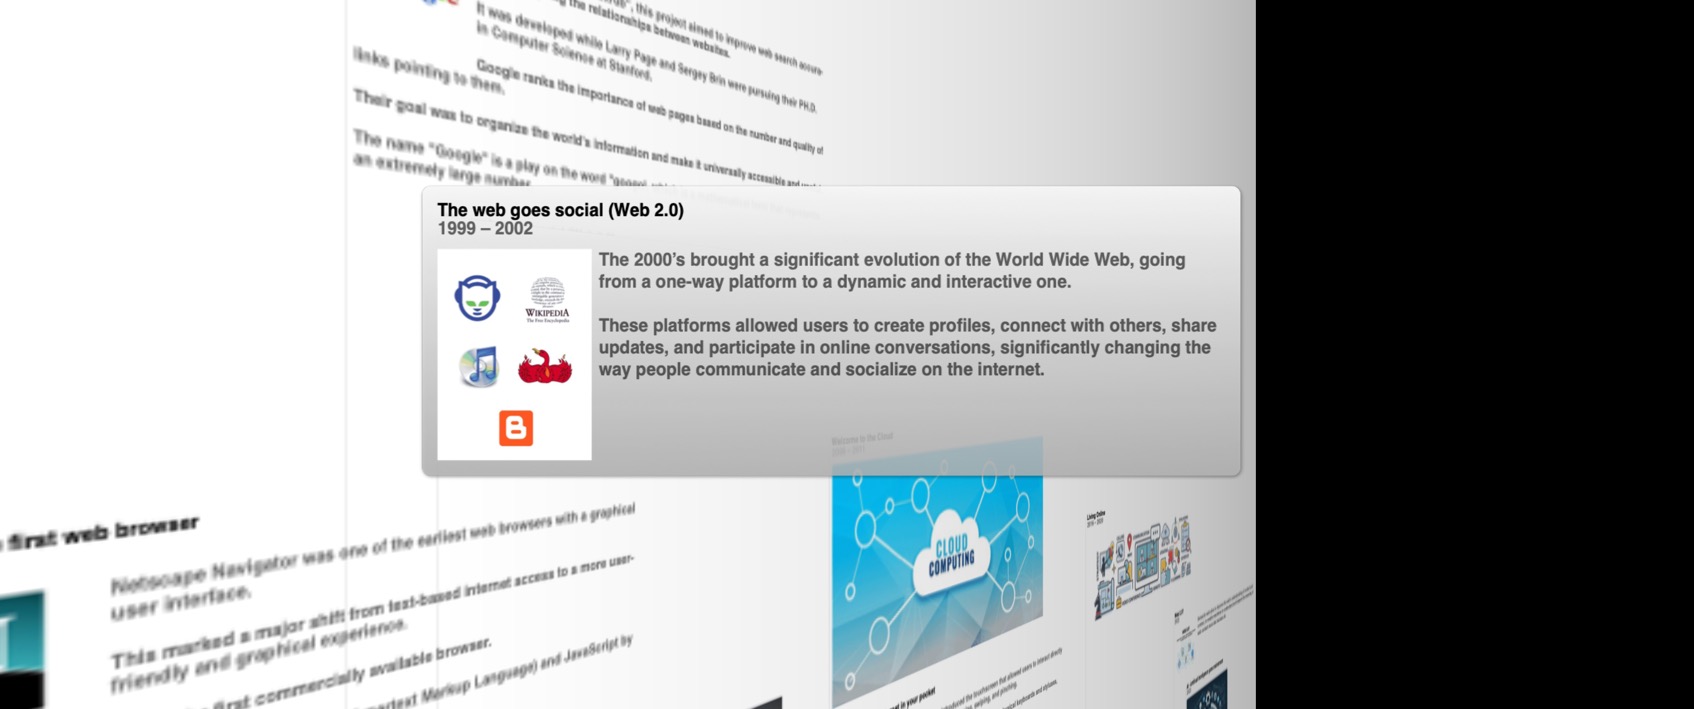 , this project aimed to improve web search accura-
the relationships between websites.
It was developed while Larry Page and Sergey Brin were pursuing their PH.D.
in Computer Science at Stanford.
Google ranks the importance of web pages based on the number and quality of
links pointing to them.
Their goal was to organize the world's information and make it universally accessible and
The name "Google" is a play on the word "googol,
an extremely large number.
The web goes social (Web 2.0)
1999 – 2002
The 2000’s brought a significant evolution of the World Wide Web, going
from a one-way platform to a dynamic and interactive one.
These platforms allowed users to create profiles, connect with others, share
updates, and participate in online conversations, significantly changing the
way people communicate and socialize on the internet.
WIKIPEDIA
The Free Encyclopedia
B
Welcome to the Cloud
CLOUD
COMPUTING
Living Online
first web browser
Netscape Navigator was one of the earliest web browsers with a graphical
user interface.
This marked a major shift from text-based internet access to a more user-
friendly and graphical experience.
first commercially available browser.
Markup Language) and JavaScript by
in your pocket